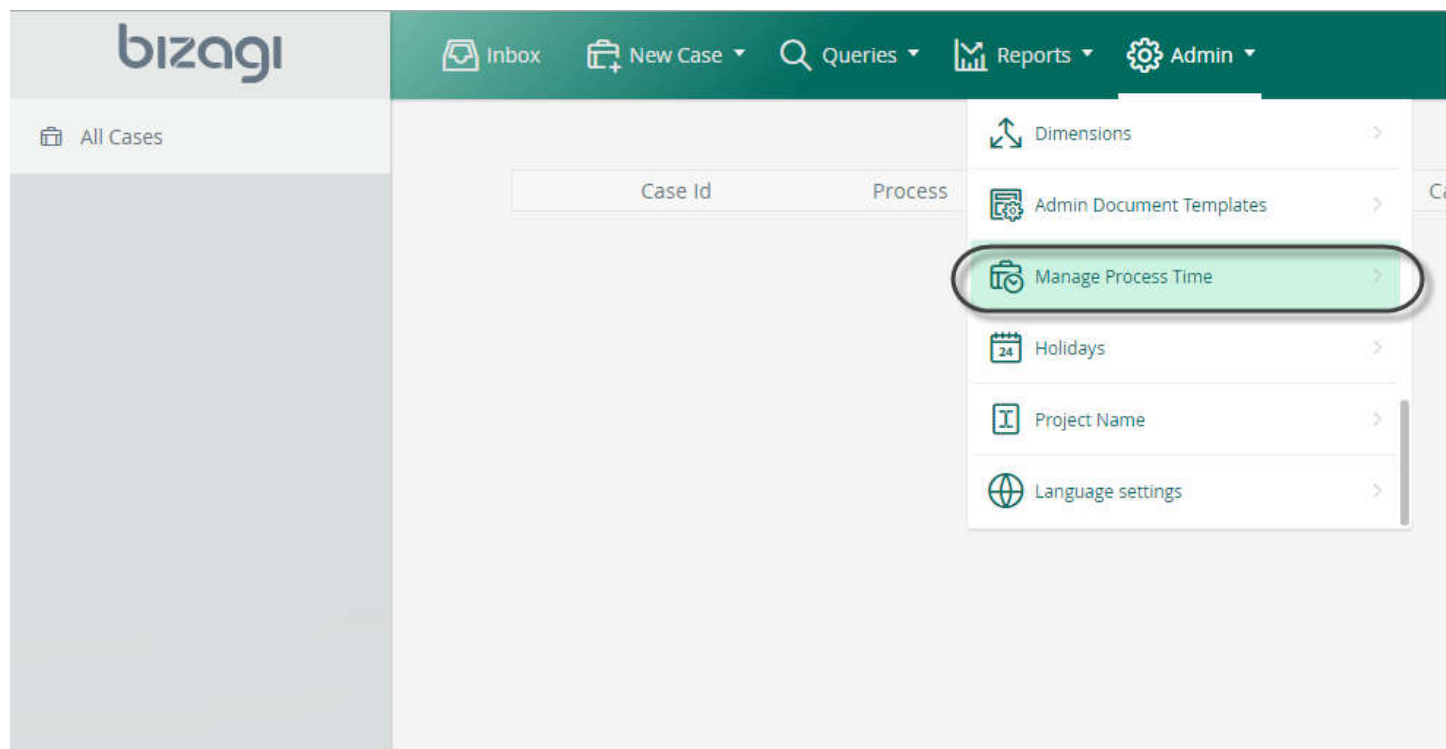 bizagi
Inbox New Case Queries Reports Admin
All Cases
Case Id Process
Dimensions
Admin Document Templates
Manage Process Time
24 Holidays
Project Name
Language settings